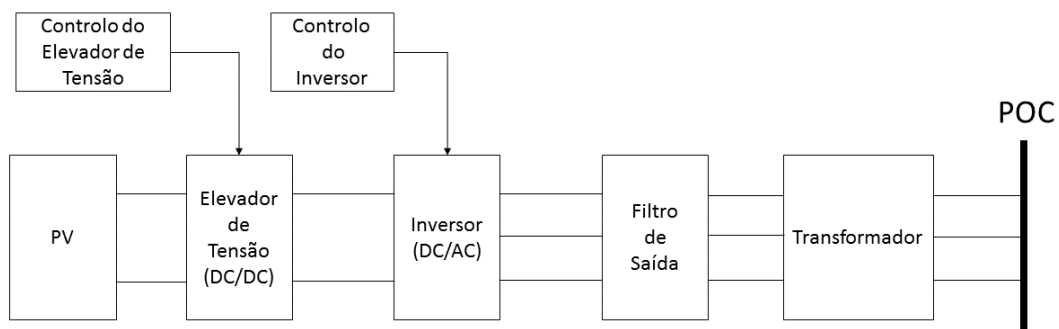 Controlo do
Elevador de
Tensão
Controlo
do
Inversor
POC
PV
Elevador
de
Tensão
(DC/DC)
Inversor
(DC/AC)
Filtro
de
Saída
Transformador